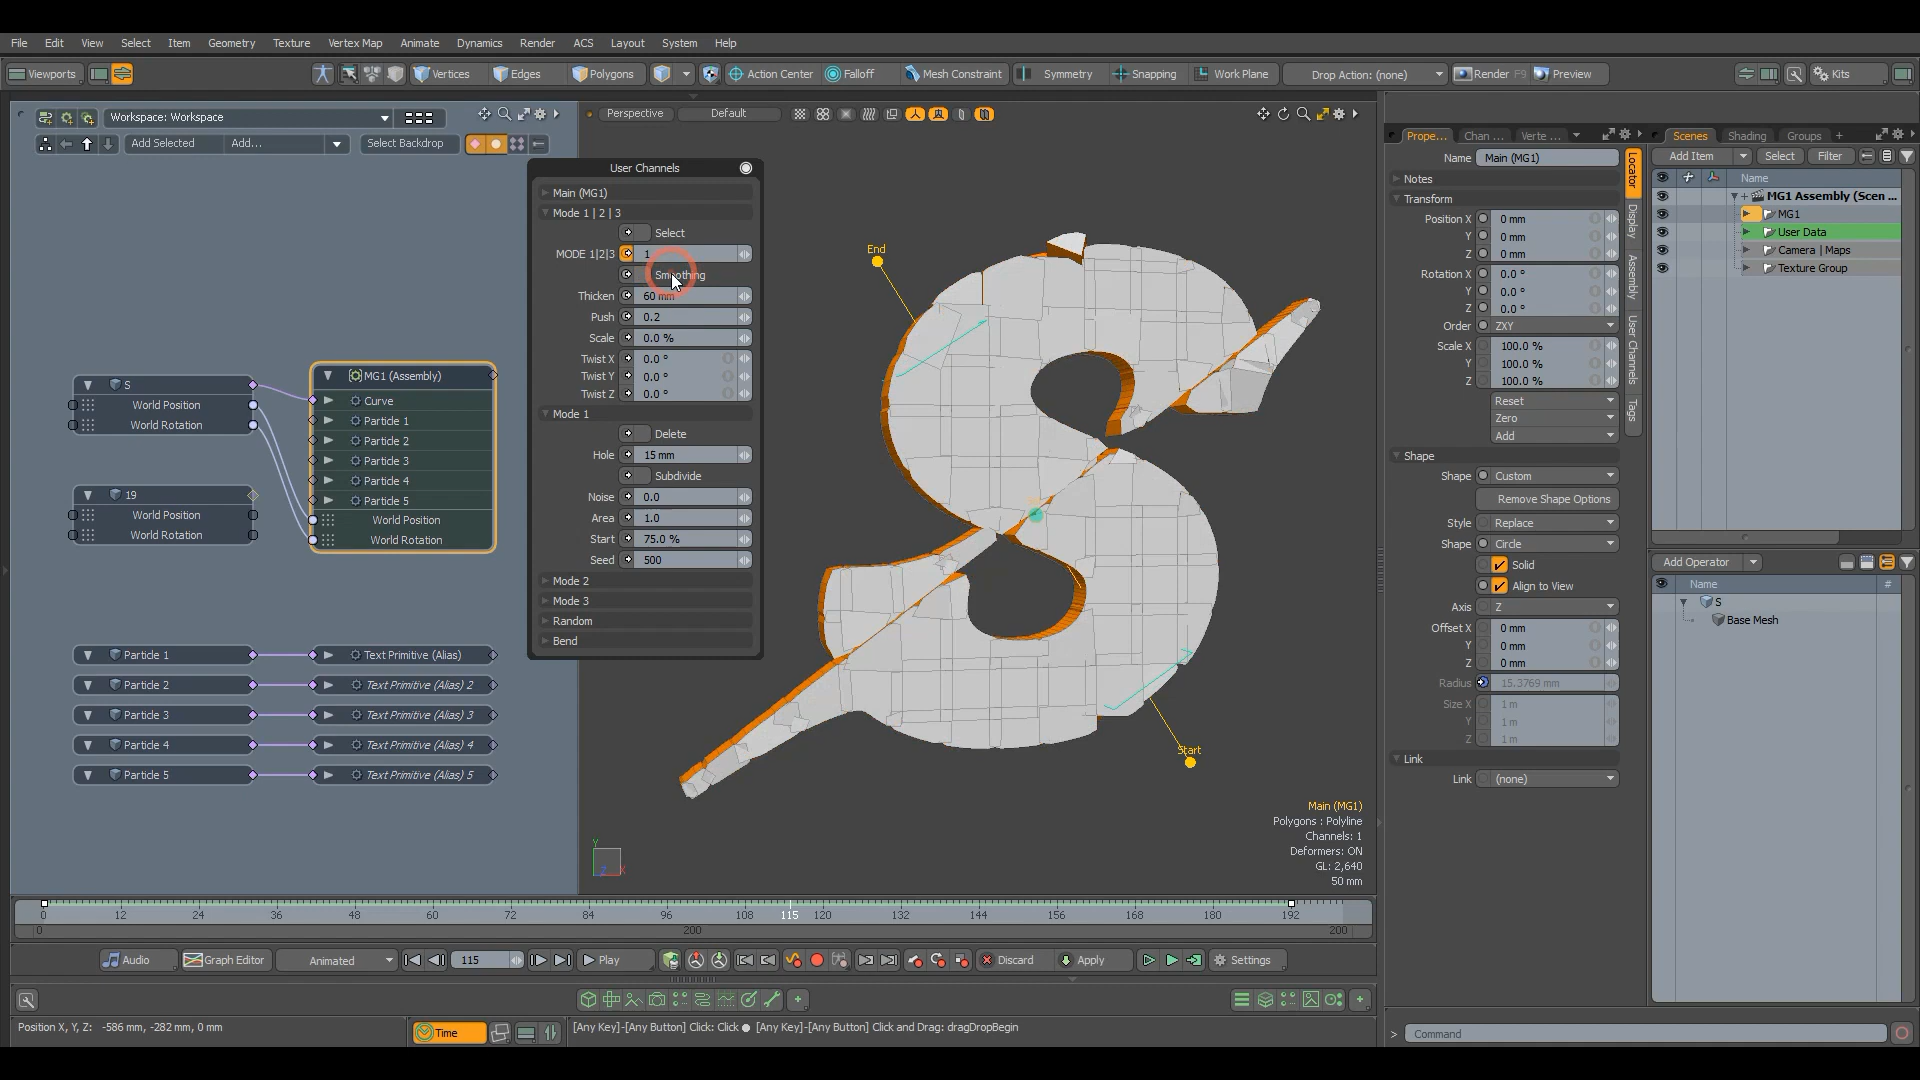 File Edit View Select Item Geometry Texture Vertex Map Animate Dynamics Render ACS Layout System Help
Viewports Vertices Edges Polygons Action Center Falloff Mesh Constraint Symmetry Snapping Work Plane Drop Action: (none) Render F9 Preview Kits
Workspace: Workspace
Add Selected Add... Select Backdrop
S
World Position
World Rotation
19
World Position
World Rotation
MG1 (Assembly)
Curve
Particle 1
Particle 2
Particle 3
Particle 4
Particle 5
World Position
World Rotation
Particle 1 Text Primitive (Alias)
Particle 2 Text Primitive (Alias) 2
Particle 3 Text Primitive (Alias) 3
Particle 4 Text Primitive (Alias) 4
Particle 5 Text Primitive (Alias) 5
User Channels
Main (MG1)
Mode 1 | 2 | 3
Select
MODE 1|2|3 1
Smoothing
Thicken 60 mm
Push 0.2
Scale 0.0 %
Twist X 0.0 °
Twist Y 0.0 °
Twist Z 0.0 °
Mode 1
Delete
Hole 15 mm
Subdivide
Noise 0.0
Area 1.0
Start 75.0 %
Seed 500
Mode 2
Mode 3
Random
Bend
Perspective Default
End
Start
Main (MG1)
Polygons : Polyline
Channels: 1
Deformers: ON
GL: 2,640
50 mm
Y
Z X
Prope... Chan ... Verte ...
Name Main (MG1)
Notes
Transform
Position X 0 mm
Y 0 mm
Z 0 mm
Rotation X 0.0 °
Y 0.0 °
Z 0.0 °
Order ZXY
Scale X 100.0 %
Y 100.0 %
Z 100.0 %
Reset
Zero
Add
Shape
Shape Custom
Remove Shape Options
Style Replace
Shape Circle
Solid
Align to View
Axis Z
Offset X 0 mm
Y 0 mm
Z 0 mm
Radius 15.3769 mm
Size X 1 m
Y 1 m
Z 1 m
Link
Link (none)
Locator
Display
Assembly
User Channels
Tags
Scenes Shading Groups +
Add Item Select Filter
Name
MG1 Assembly (Scen ...
MG1
User Data
Camera | Maps
Texture Group
Add Operator
Name #
S
Base Mesh
0 12 24 36 48 60 72 84 96 108 115 120 132 144 156 168 180 192
0 200 200
Audio Graph Editor Animated 115 Play Discard Apply Settings
Position X, Y, Z: -586 mm, -282 mm, 0 mm
Time
[Any Key]-[Any Button] Click: Click ● [Any Key]-[Any Button] Click and Drag: dragDropBegin
> Command